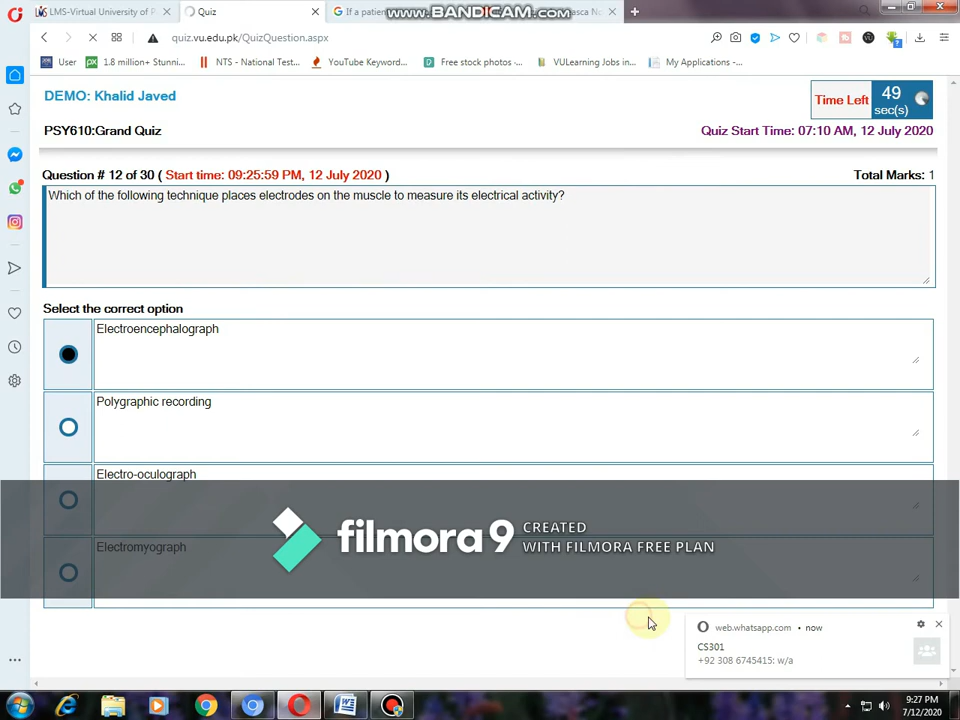 LMS-Virtual University of P
Quiz
If a patien
www.BANDICAM.com
asca No
quiz.vu.edu.pk/QuizQuestion.aspx
User
1.8 million+ Stunni...
NTS - National Test...
YouTube Keyword...
Free stock photos -...
VULearning Jobs in...
My Applications -...
DEMO: Khalid Javed
Time Left
49
sec(s)
PSY610:Grand Quiz
Quiz Start Time: 07:10 AM, 12 July 2020
Question # 12 of 30 ( Start time: 09:25:59 PM, 12 July 2020 )
Total Marks: 1
Which of the following technique places electrodes on the muscle to measure its electrical activity?
Select the correct option
Electroencephalograph
Polygraphic recording
Electro-oculograph
Electromyograph
filmora9
CREATED
WITH FILMORA FREE PLAN
web.whatsapp.com • now
CS301
+92 308 6745415: w/a
9:27 PM
7/12/2020